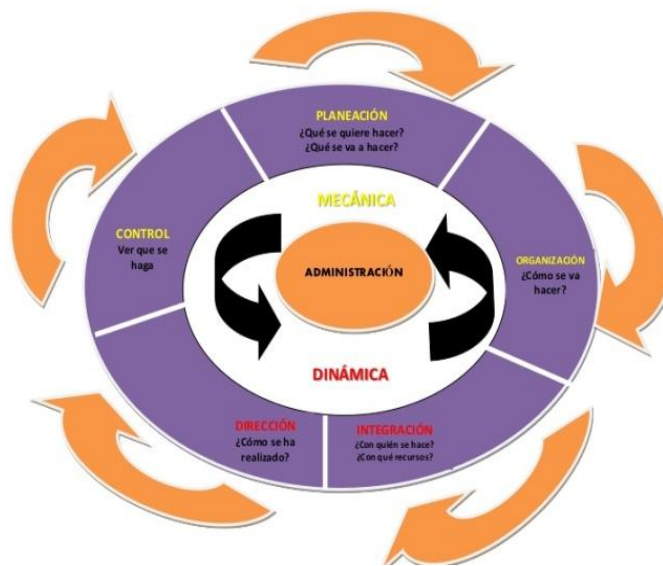 PLANEACIÓN
¿Qué se quiere hacer?
¿Qué se va a hacer?
MECÁNICA
CONTROL
Ver que se
haga
ADMINISTRACIÓN
ORGANIZACIÓN
¿Cómo se va
hacer?
DINÁMICA
DIRECCIÓN
¿Cómo se ha
realizado?
INTEGRACIÓN
¿Con quién se hace?
¿Con qué recursos?